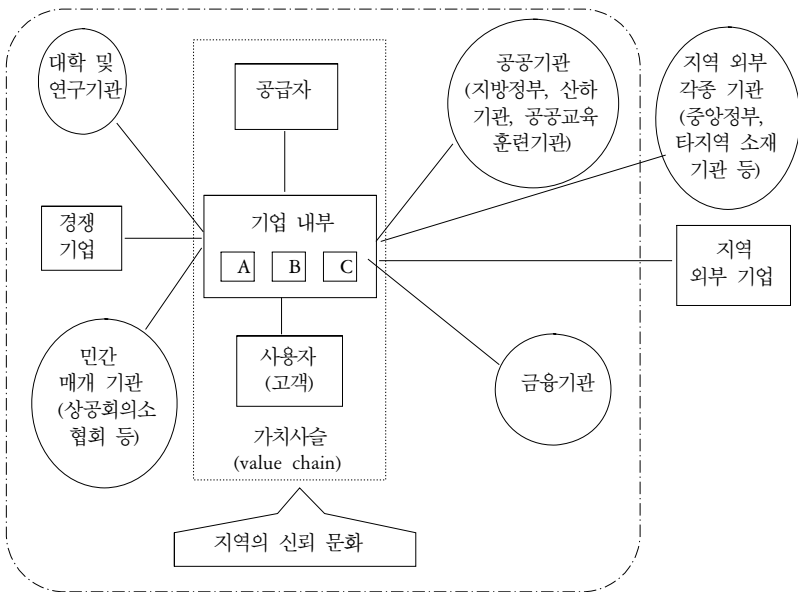 대학 및
연구기관
공급자
공공기관
(지방정부, 산하
기관, 공공교육
훈련기관)
지역 외부
각종 기관
(중앙정부,
타지역 소재
기관 등)
경쟁
기업
기업 내부
A B C
지역
외부 기업
민간
매개 기관
(상공회의소
협회 등)
사용자
(고객)
금융기관
가치사슬
(value chain)
지역의 신뢰 문화